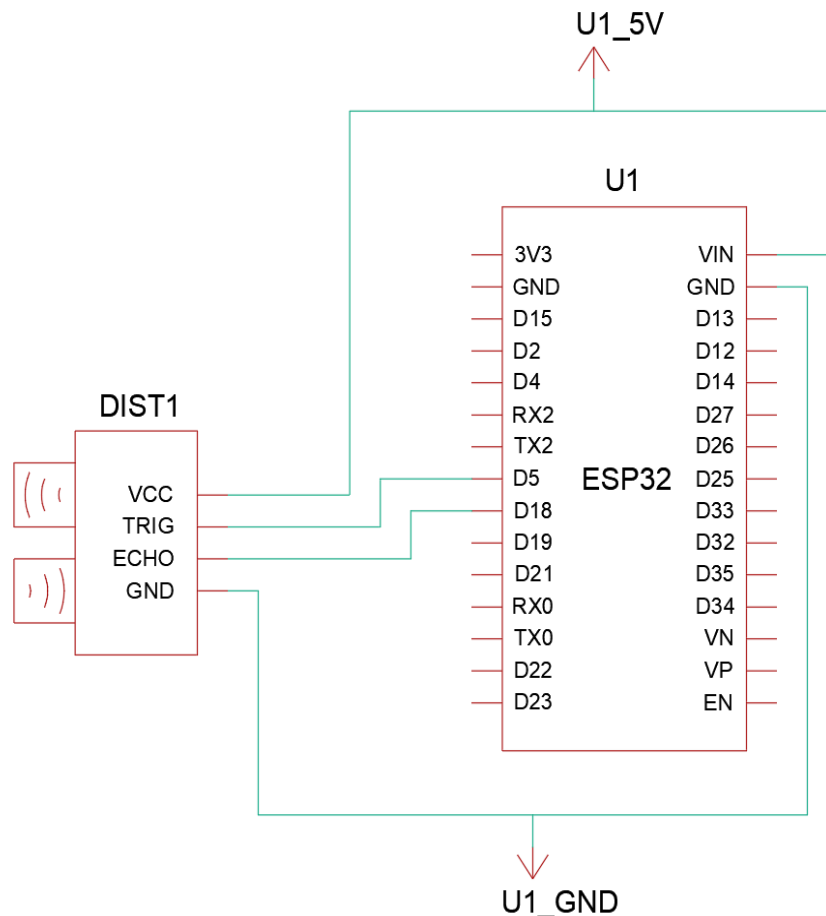 U1_5V
U1
3V3 VIN
GND GND
D15 D13
D2 D12
D4 D14
RX2 D27
TX2 D26
D5 ESP32 D25
D18 D33
D19 D32
D21 D35
RX0 D34
TX0 VN
D22 VP
D23 EN
DIST1
VCC
TRIG
ECHO
GND
U1_GND